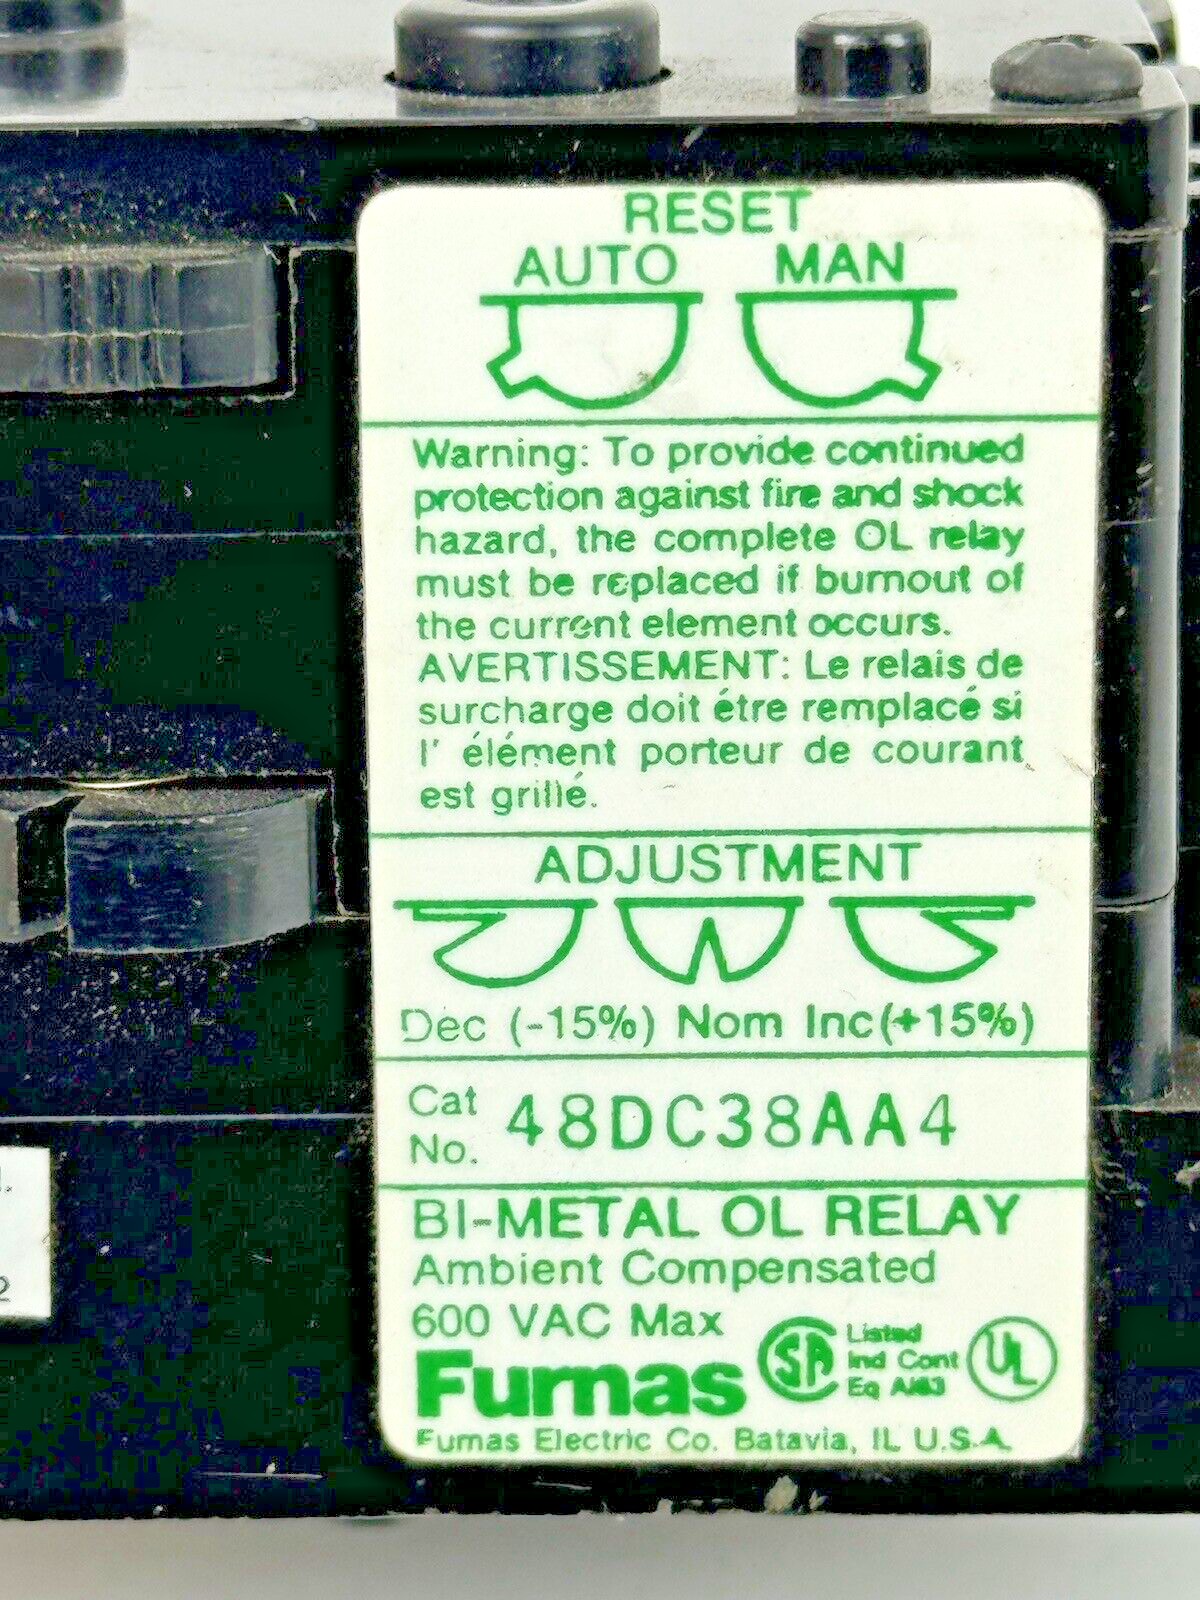 RESET
AUTO MAN
Warning: To provide continued
protection against fire and shock
hazard, the complete OL relay
must be replaced if burnout of
the current element occurs.
AVERTISSEMENT: Le relais de
surcharge doit étre remplacé si
l' élément porteur de courant
est grillé.
ADJUSTMENT
Dec (-15%) Nom Inc(+15%)
Cat
No. 48DC38AA4
BI-METAL OL RELAY
Ambient Compensated
600 VAC Max
Furnas
SA
Listed
Ind Cont
Eq
UL
Furnas Electric Co. Batavia, IL U.S.A.
2